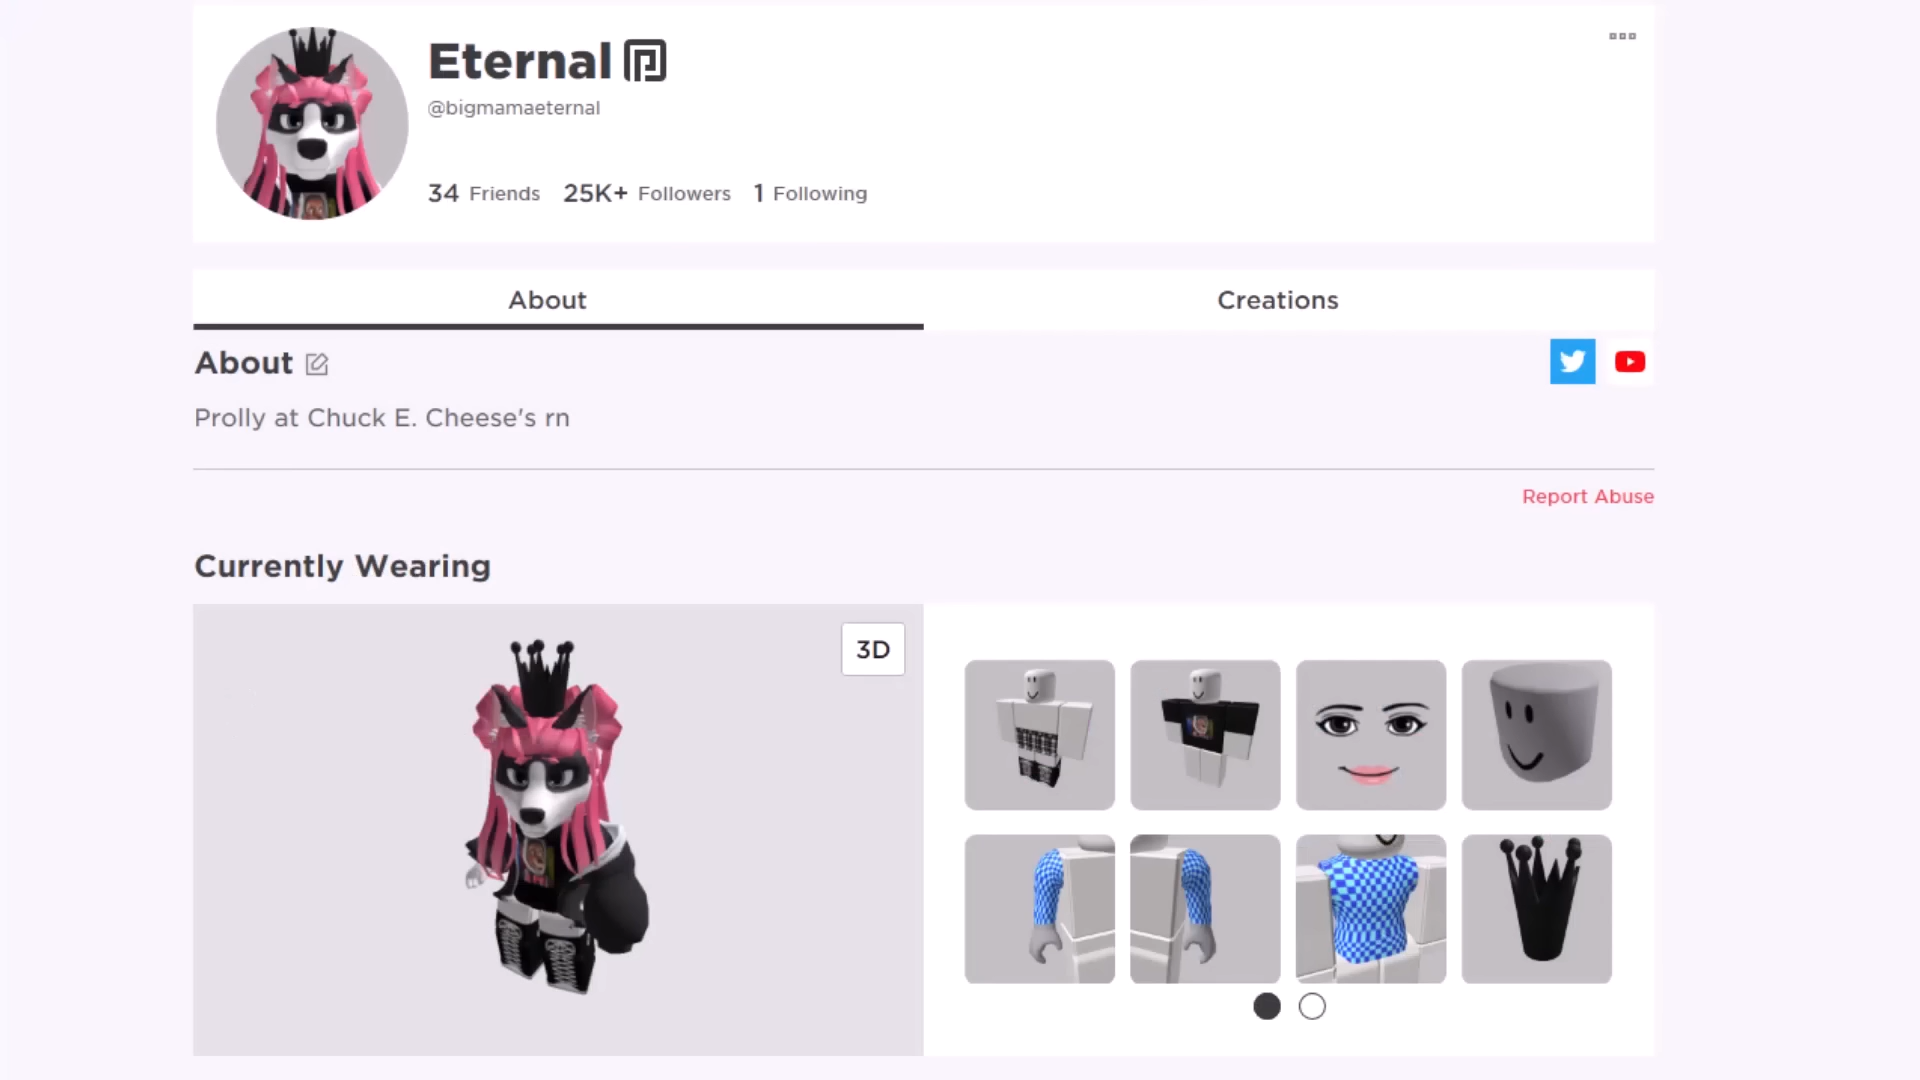 Eternal
@bigmamaeternal
34 Friends 25K+ Followers 1 Following
About Creations
About
Prolly at Chuck E. Cheese's rn
Report Abuse
Currently Wearing
3D